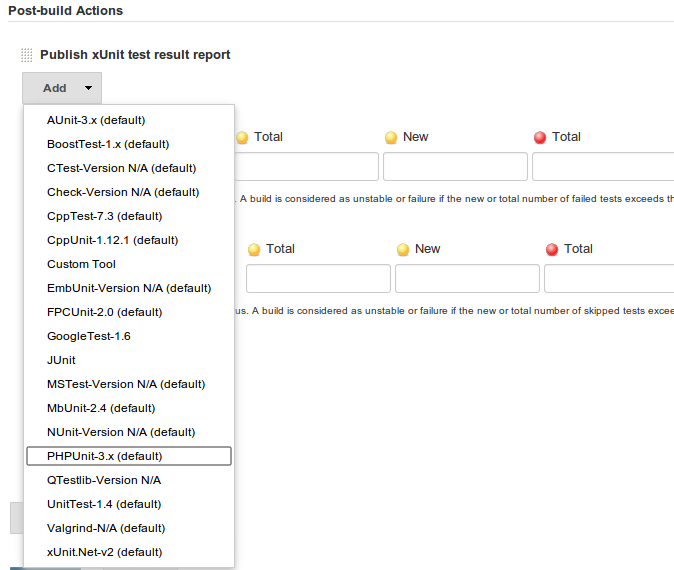 Post-build Actions
Publish xUnit test result report
Add
AUnit-3.x (default)
BoostTest-1.x (default)
CTest-Version N/A (default)
Check-Version N/A (default)
CppTest-7.3 (default)
CppUnit-1.12.1 (default)
Custom Tool
EmbUnit-Version N/A (default)
FPCUnit-2.0 (default)
GoogleTest-1.6
JUnit
MSTest-Version N/A (default)
MbUnit-2.4 (default)
NUnit-Version N/A (default)
PHPUnit-3.x (default)
QTestlib-Version N/A
UnitTest-1.4 (default)
Valgrind-N/A (default)
xUnit.Net-v2 (default)
Total New Total
. A build is considered as unstable or failure if the new or total number of failed tests exceeds th
Total New Total
us. A build is considered as unstable or failure if the new or total number of skipped tests excee